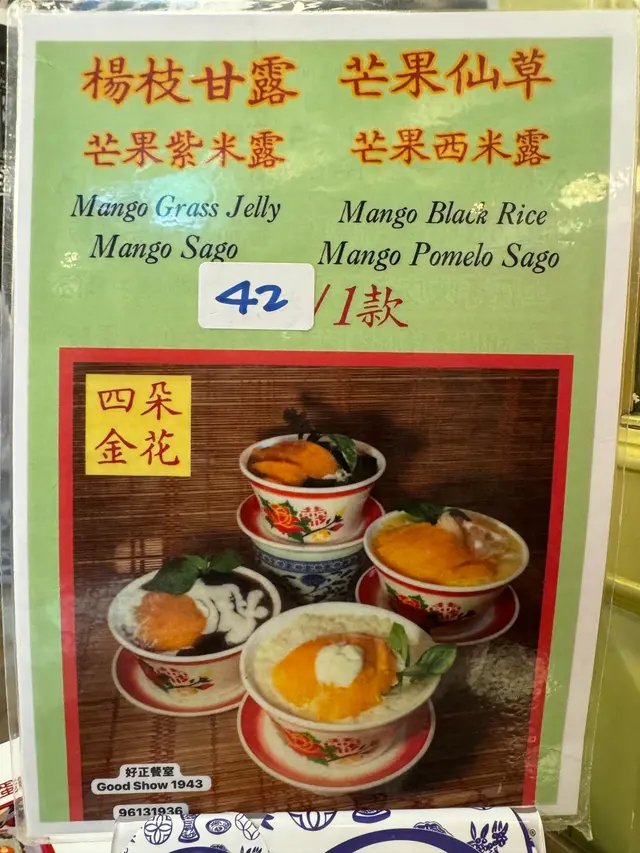 楊枝甘露 芒果仙草
芒果紫米露 芒果西米露
Mango Grass Jelly Mango Black Rice
Mango Sago Mango Pomelo Sago
42 /1款
四朵
金花
好正餐室
Good Show 1943
96131936